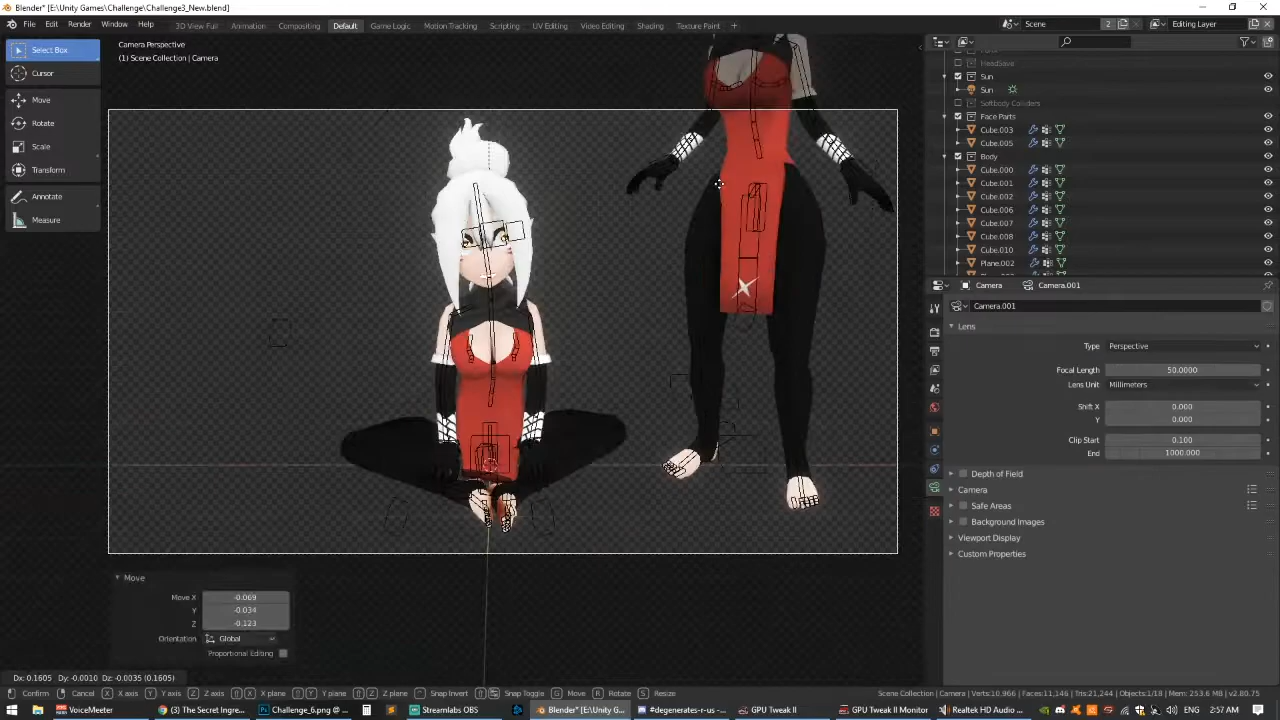 Blender* [E:\Unity Games\Challenge\Challenge3_New.blend]
File Edit Render Window Help 3D View Full Animation Compositing Default Game Logic Motion Tracking Scripting UV Editing Video Editing Shading Texture Paint + Scene 2 Editing Layer
Select Box
Cursor
Move
Rotate
Scale
Transform
Annotate
Measure
Camera Perspective
(1) Scene Collection | Camera
HeadSave
Sun
Sun
Softbody Colliders
Face Parts
Cube.003
Cube.005
Body
Cube.000
Cube.001
Cube.002
Cube.006
Cube.007
Cube.008
Cube.010
Plane.002
Camera Camera.001
Camera.001
Lens
Type Perspective
Focal Length 50.0000
Lens Unit Millimeters
Shift X 0.000
Y 0.000
Clip Start 0.100
End 1000.000
Depth of Field
Camera
Safe Areas
Background Images
Viewport Display
Custom Properties
Move
Move X -0.069
Y -0.034
Z -0.123
Orientation Global
Proportional Editing
Dx: 0.1605 Dy: -0.0010 Dz: -0.0035 (0.1605)
Confirm Cancel X X axis Y Y axis Z Z axis X X plane Y Y plane Z Z plane Snap Invert Snap Toggle G Move R Rotate S Resize
Scene Collection | Camera | Verts:10,966 | Faces:11,146 | Tris:21,244 | Objects:1/18 | Mem: 253.6 MB | v2.80.75
VoiceMeeter (3) The Secret Ingre... Challenge_6.png @ ... Streamlabs OBS Blender* [E:\Unity G... #degenerates-r-us -... GPU Tweak II GPU Tweak II Monitor Realtek HD Audio ... ENG 2:57 AM